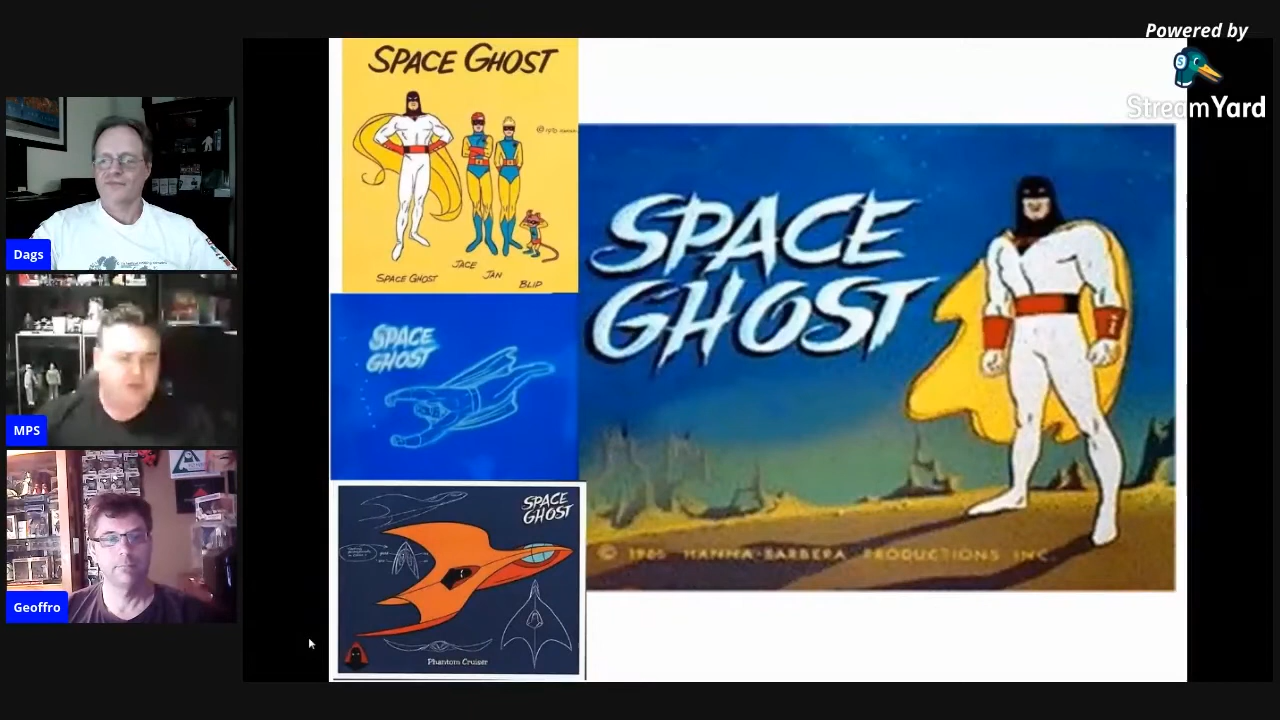 Powered by
StreamYard
Dags
MPS
Geoffro
SPACE GHOST
© 1976
JACE
SPACE GHOST
JAN
BLIP
SPACE
GHOST
SPACE
GHOST
Phantom Cruiser
SPACE
GHOST
© 1965 HANNA-BARBERA PRODUCTIONS INC